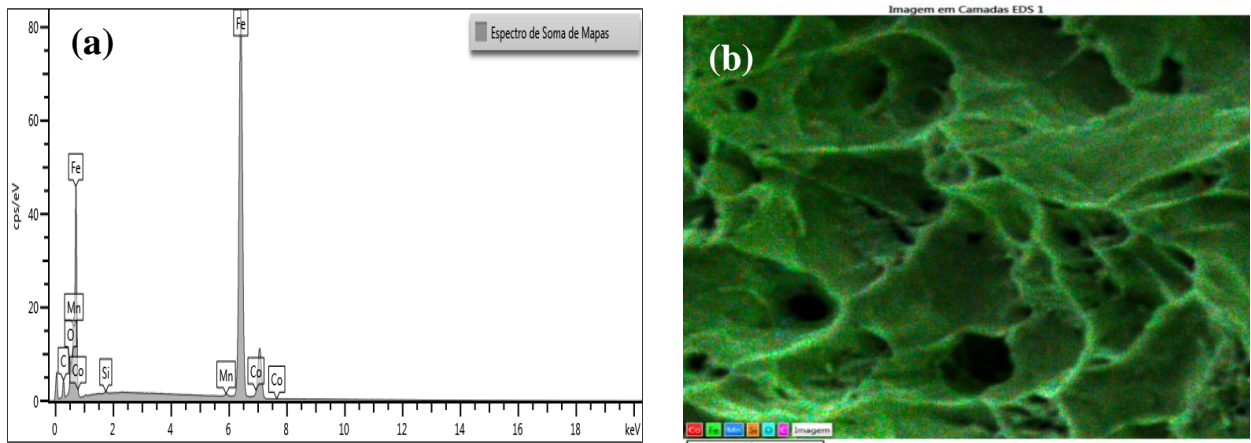 (a)
Espectro de Soma de Mapas
cps/eV
80
60
40
20
0
Fe
Fe
Mn
O
C
Co
Si
Mn
Co
Co
0 2 4 6 8 10 12 14 16 18 keV
Imagem em Camadas EDS 1
(b)
Co Fe Mn Si O C Imagem